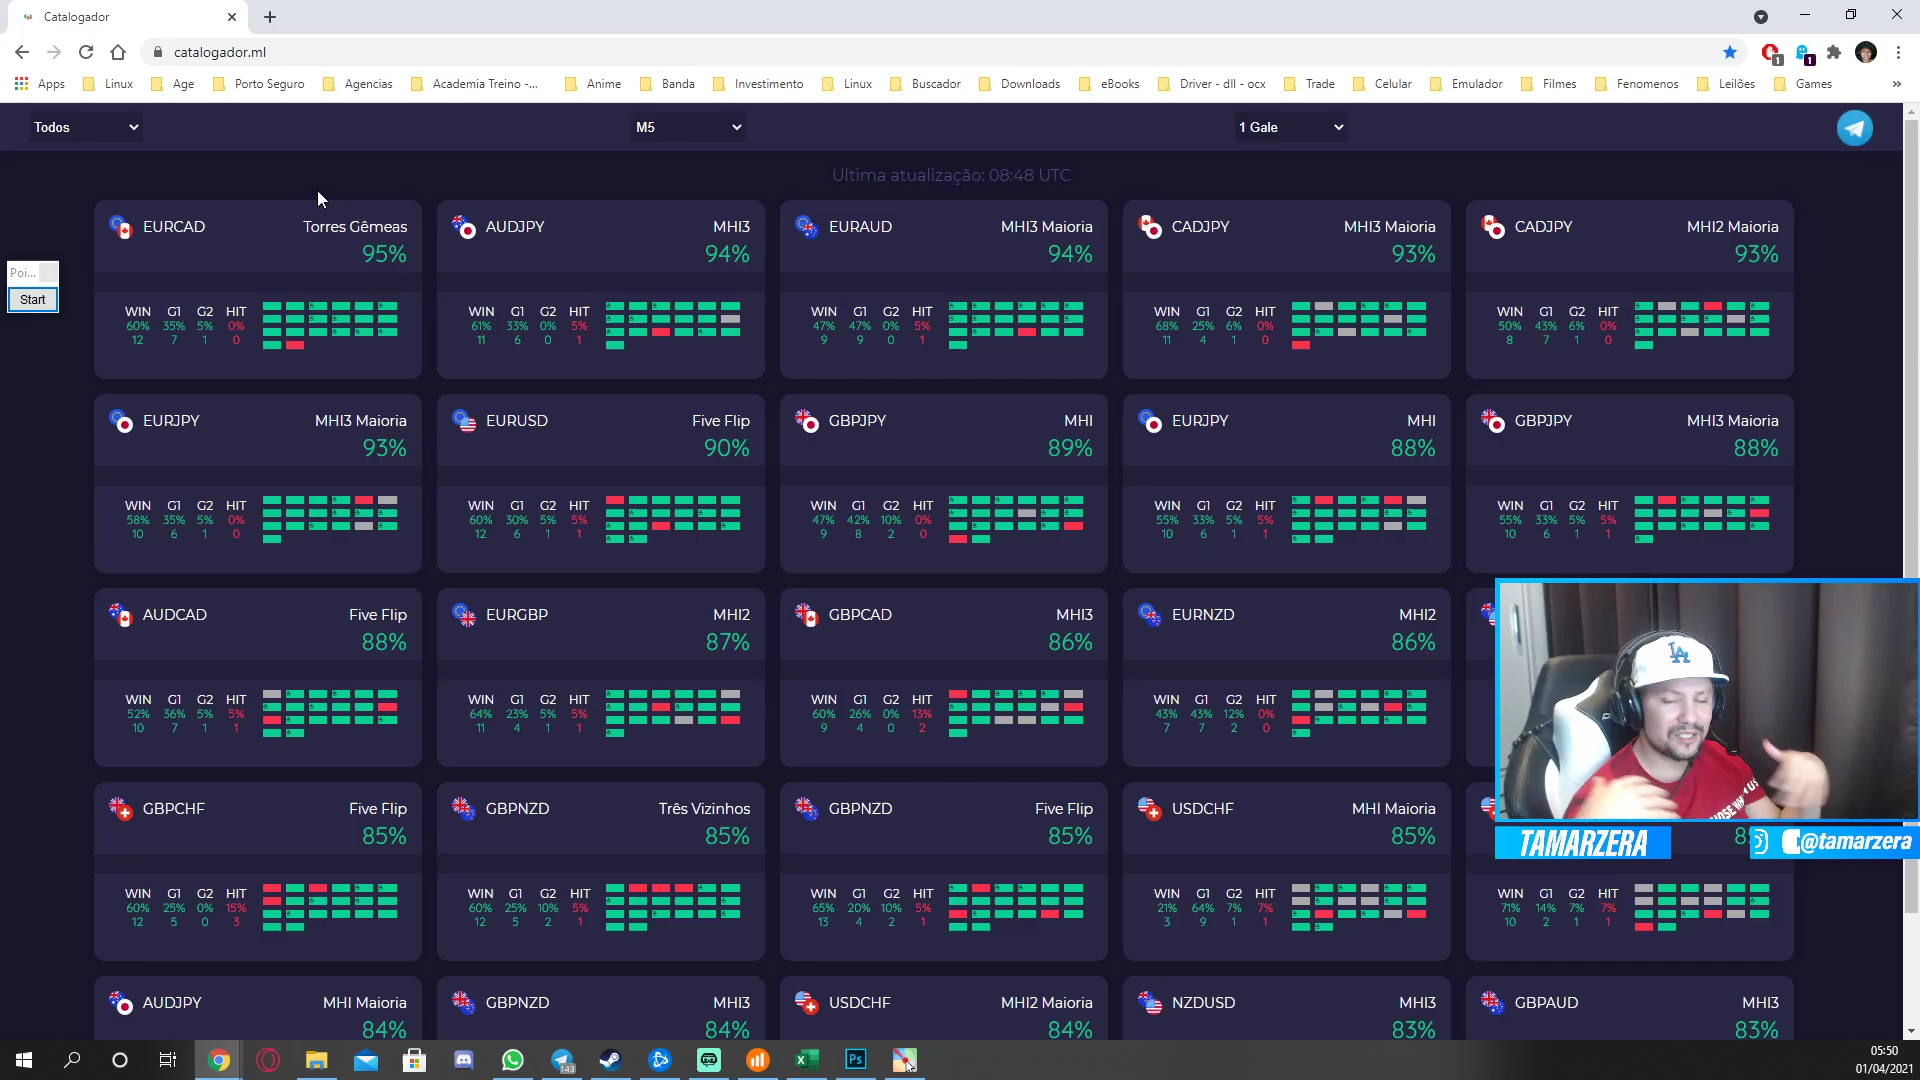 Catalogador
catalogador.ml
Apps Linux Age Porto Seguro Agencias Academia Treino -... Anime Banda Investimento Linux Buscador Downloads eBooks Driver - dll - ocx Trade Celular Emulador Filmes Fenomenos Leilões Games »
Todos M5 1 Gale
Ultima atualização: 08:48 UTC
EURCAD Torres Gêmeas
95%
WIN G1 G2 HIT
60% 35% 5% 0%
12 7 1 0
AUDJPY MHI3
94%
WIN G1 G2 HIT
61% 33% 0% 5%
11 6 0 1
EURAUD MHI3 Maioria
94%
WIN G1 G2 HIT
47% 47% 0% 5%
9 9 0 1
CADJPY MHI3 Maioria
93%
WIN G1 G2 HIT
68% 25% 6% 0%
11 4 1 0
CADJPY MHI2 Maioria
93%
WIN G1 G2 HIT
50% 43% 6% 0%
8 7 1 0
Poi...
Start
EURJPY MHI3 Maioria
93%
WIN G1 G2 HIT
58% 35% 5% 0%
10 6 1 0
EURUSD Five Flip
90%
WIN G1 G2 HIT
60% 30% 5% 5%
12 6 1 1
GBPJPY MHI
89%
WIN G1 G2 HIT
47% 42% 10% 0%
9 8 2 0
EURJPY MHI
88%
WIN G1 G2 HIT
55% 33% 5% 5%
10 6 1 1
GBPJPY MHI3 Maioria
88%
WIN G1 G2 HIT
55% 33% 5% 5%
10 6 1 1
AUDCAD Five Flip
88%
WIN G1 G2 HIT
52% 36% 5% 5%
10 7 1 1
EURGBP MHI2
87%
WIN G1 G2 HIT
64% 23% 5% 5%
11 4 1 1
GBPCAD MHI3
86%
WIN G1 G2 HIT
60% 26% 0% 13%
9 4 0 2
EURNZD MHI2
86%
WIN G1 G2 HIT
43% 43% 12% 0%
7 7 2 0
LA
TAMARZERA
@tamarzera
GBPCHF Five Flip
85%
WIN G1 G2 HIT
60% 25% 0% 15%
12 5 0 3
GBPNZD Três Vizinhos
85%
WIN G1 G2 HIT
60% 25% 10% 5%
12 5 2 1
GBPNZD Five Flip
85%
WIN G1 G2 HIT
65% 20% 10% 5%
13 4 2 1
USDCHF MHI Maioria
85%
WIN G1 G2 HIT
21% 64% 7% 7%
3 9 1 1
WIN G1 G2 HIT
71% 14% 7% 7%
10 2 1 1
AUDJPY MHI Maioria
84%
GBPNZD MHI3
84%
USDCHF MHI2 Maioria
84%
NZDUSD MHI3
83%
GBPAUD MHI3
83%
143
Ps
05:50
01/04/2021